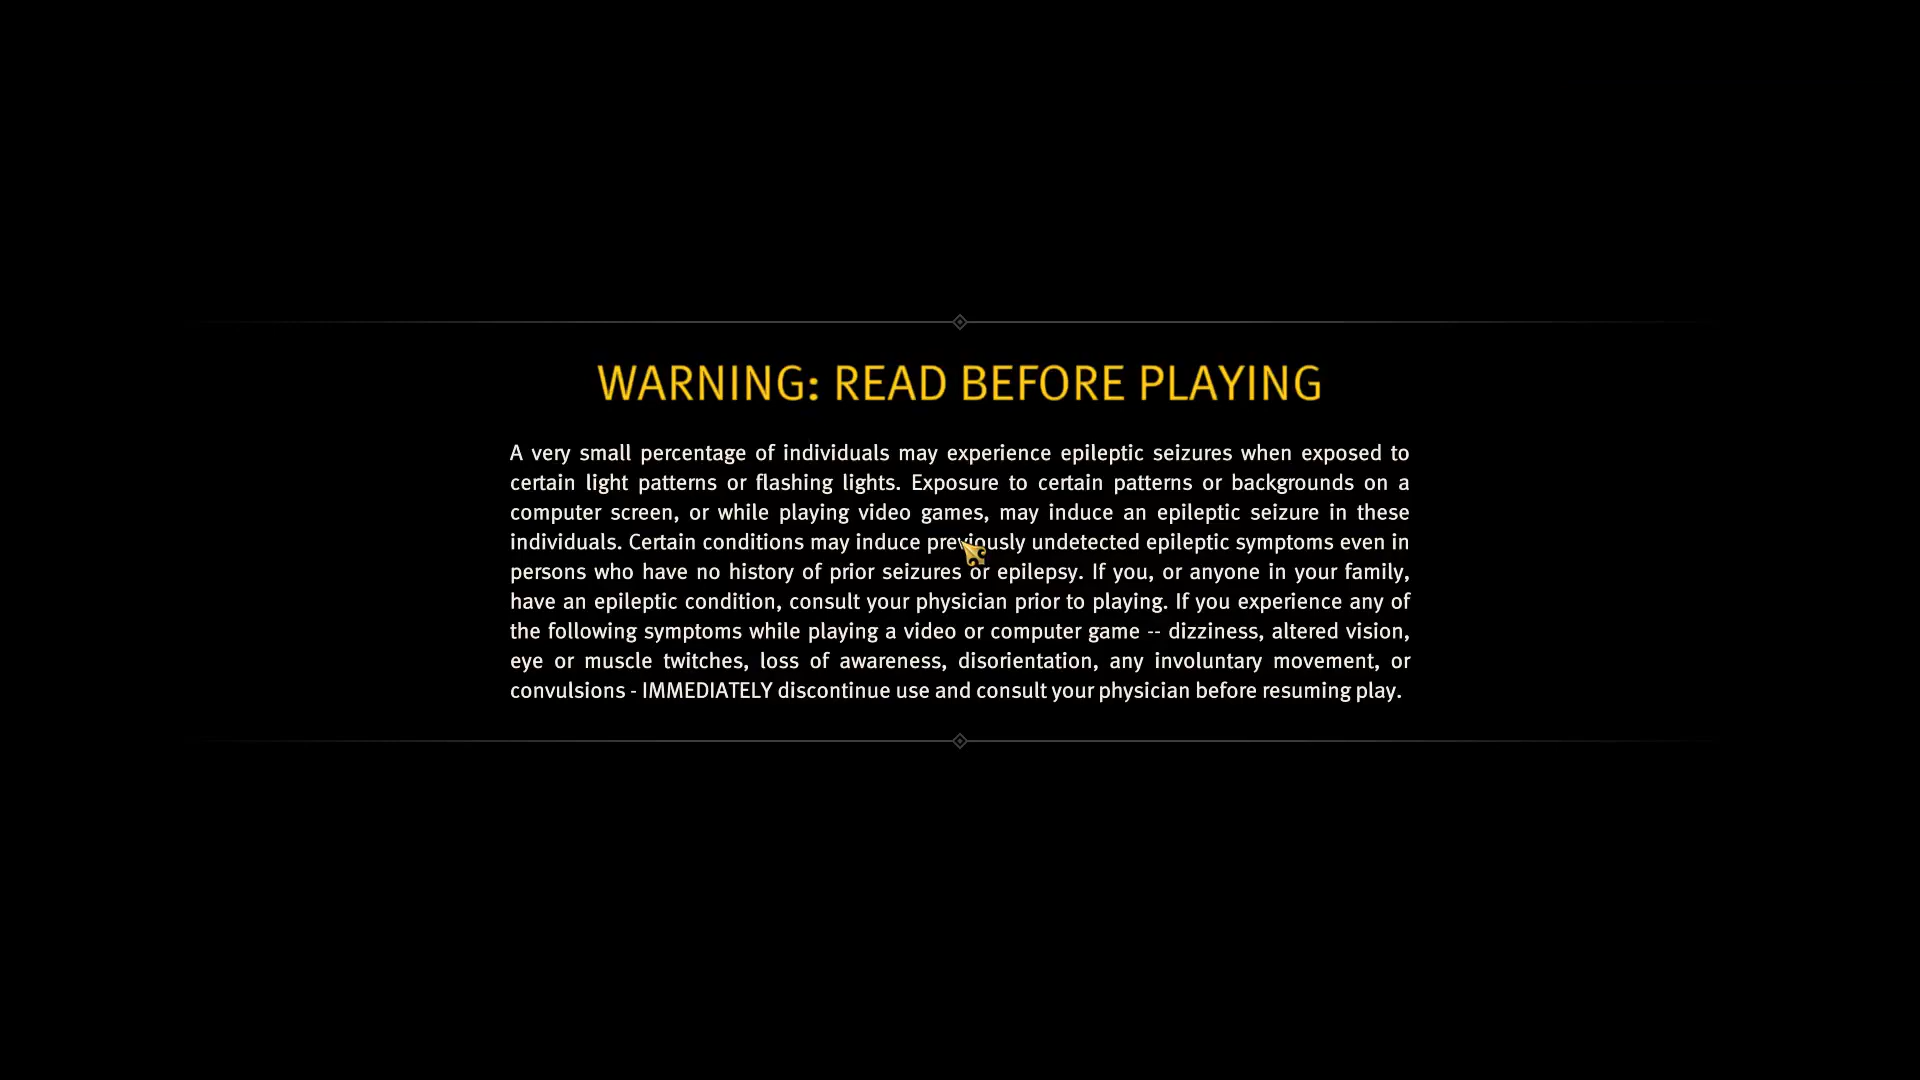 WARNING: READ BEFORE PLAYING
A very small percentage of individuals may experience epileptic seizures when exposed to
certain light patterns or flashing lights. Exposure to certain patterns or backgrounds on a
computer screen, or while playing video games, may induce an epileptic seizure in these
individuals. Certain conditions may induce previously undetected epileptic symptoms even in
persons who have no history of prior seizures or epilepsy. If you, or anyone in your family,
have an epileptic condition, consult your physician prior to playing. If you experience any of
the following symptoms while playing a video or computer game -- dizziness, altered vision,
eye or muscle twitches, loss of awareness, disorientation, any involuntary movement, or
convulsions - IMMEDIATELY discontinue use and consult your physician before resuming play.